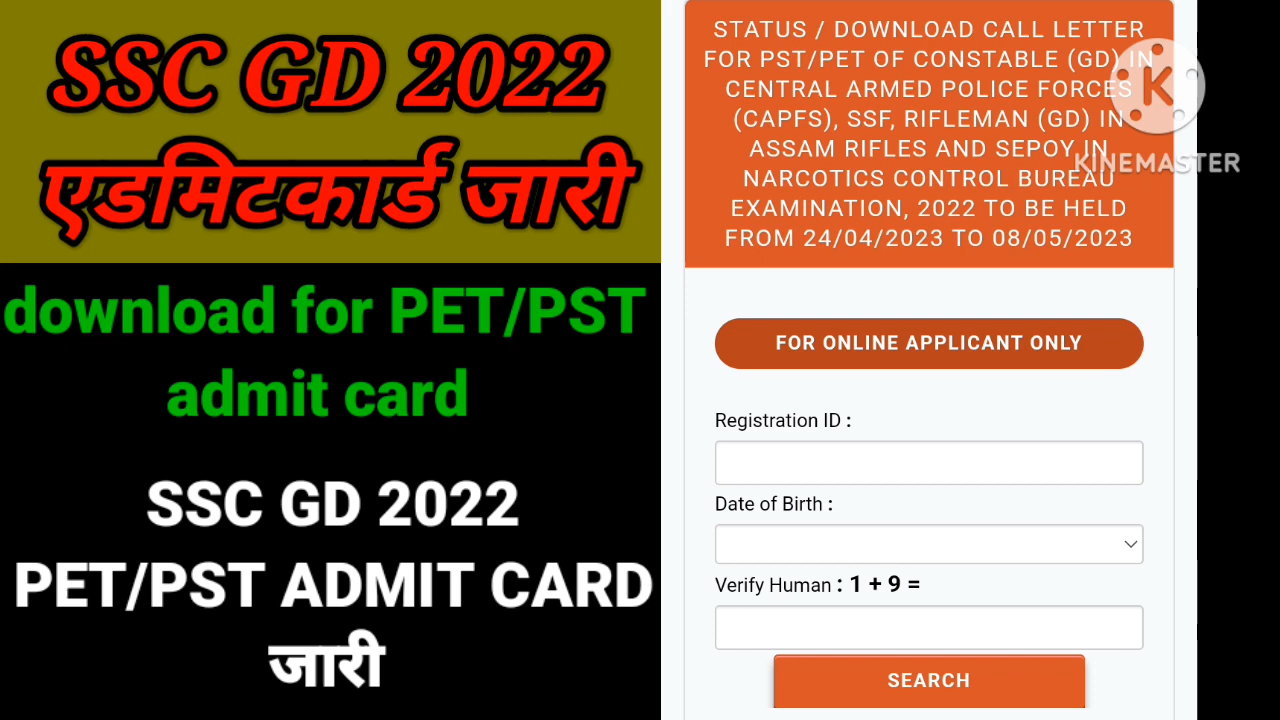 SSC GD 2022
एडमिटकार्ड जारी
download for PET/PST
admit card
SSC GD 2022
PET/PST ADMIT CARD
जारी
STATUS / DOWNLOAD CALL LETTER
FOR PST/PET OF CONSTABLE (GD) IN
CENTRAL ARMED POLICE FORCES
(CAPFS), SSF, RIFLEMAN (GD) IN
ASSAM RIFLES AND SEPOY IN
NARCOTICS CONTROL BUREAU
EXAMINATION, 2022 TO BE HELD
FROM 24/04/2023 TO 08/05/2023
K
KINEMASTER
FOR ONLINE APPLICANT ONLY
Registration ID :
Date of Birth :
Verify Human : 1 + 9 =
SEARCH